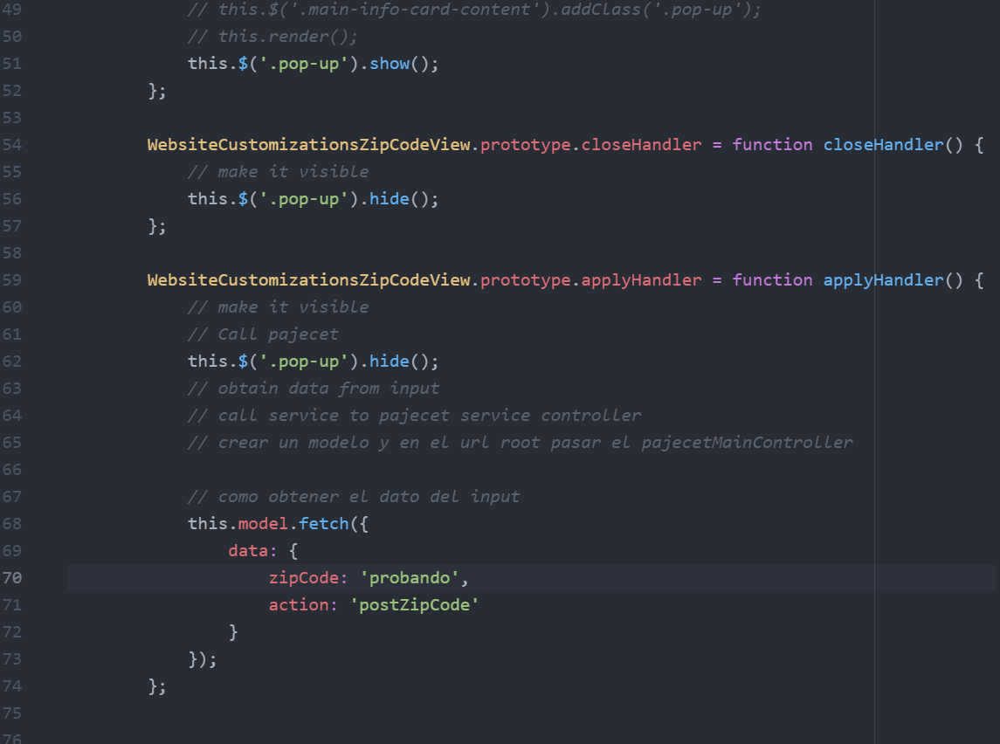 49 // this.$('.main-info-card-content').addClass('.pop-up');
50 // this.render();
51 this.$('.pop-up').show();
52 };
53
54 WebsiteCustomizationsZipCodeView.prototype.closeHandler = function closeHandler() {
55 // make it visible
56 this.$('.pop-up').hide();
57 };
58
59 WebsiteCustomizationsZipCodeView.prototype.applyHandler = function applyHandler() {
60 // make it visible
61 // Call pajecet
62 this.$('.pop-up').hide();
63 // obtain data from input
64 // call service to pajecet service controller
65 // crear un modelo y en el url root pasar el pajecetMainController
66
67 // como obtener el dato del input
68 this.model.fetch({
69 data: {
70 zipCode: 'probando',
71 action: 'postZipCode'
72 }
73 });
74 };
75
76